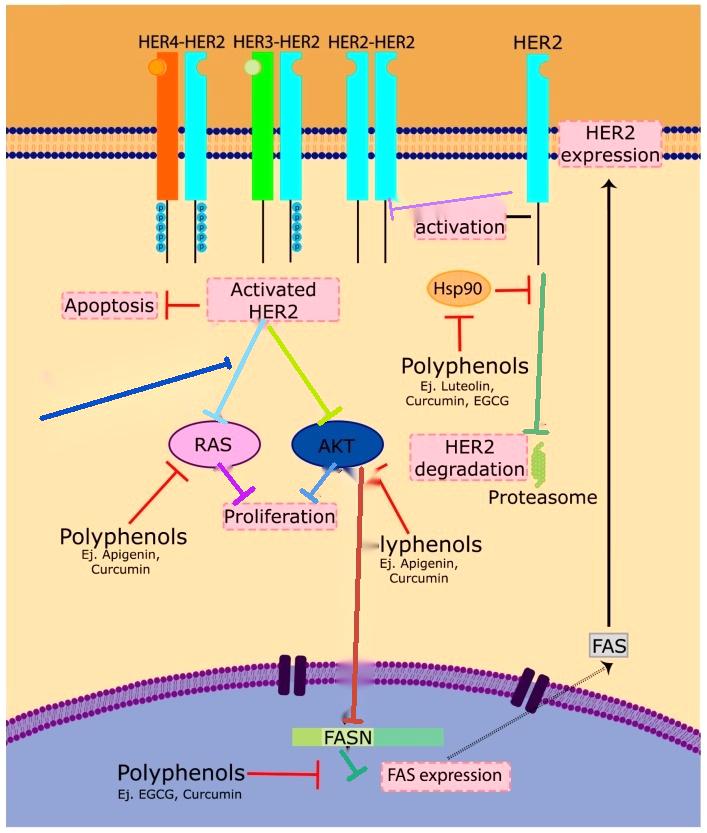 HER4-HER2 HER3-HER2 HER2-HER2 HER2
HER2
expression
P P P
P P P
P P P
P P P
P P P
activation
Hsp90
Apoptosis
Activated
HER2
Polyphenols
Ej. Luteolin,
Curcumin, EGCG
RAS
AKT
HER2
degradation
Proteasome
Proliferation
Polyphenols
Ej. Apigenin,
Curcumin
lyphenols
Ej. Apigenin,
Curcumin
FAS
FASN
Polyphenols
Ej. EGCG, Curcumin
FAS expression